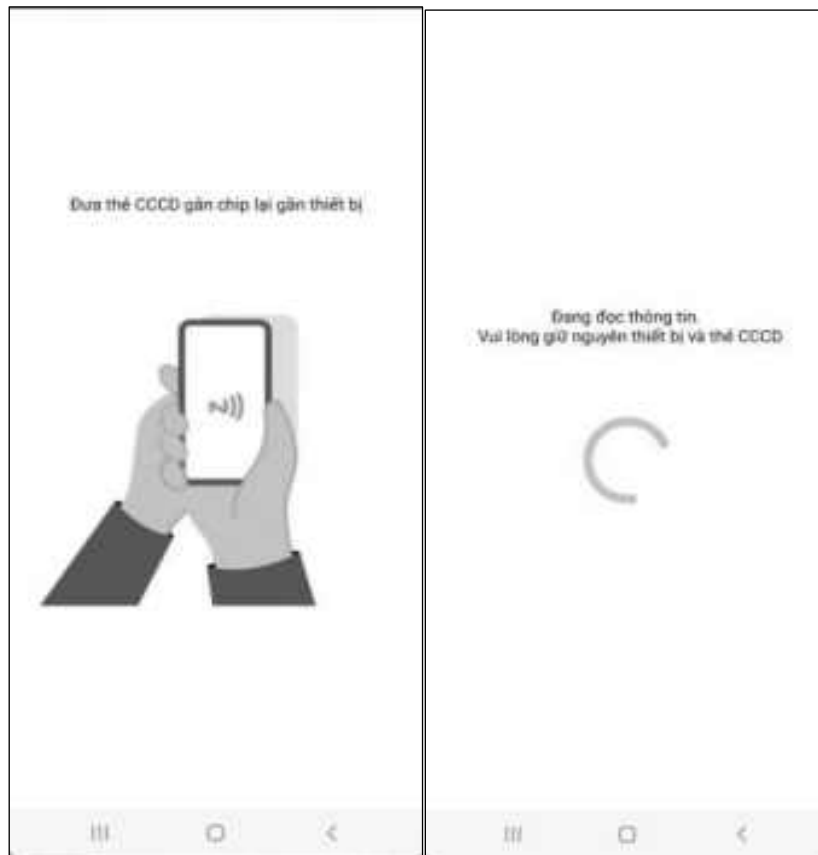 Đưa thẻ CCCD gắn chip lại gần thiết bị
Đang đọc thông tin.
Vui lòng giữ nguyên thiết bị và thẻ CCCD